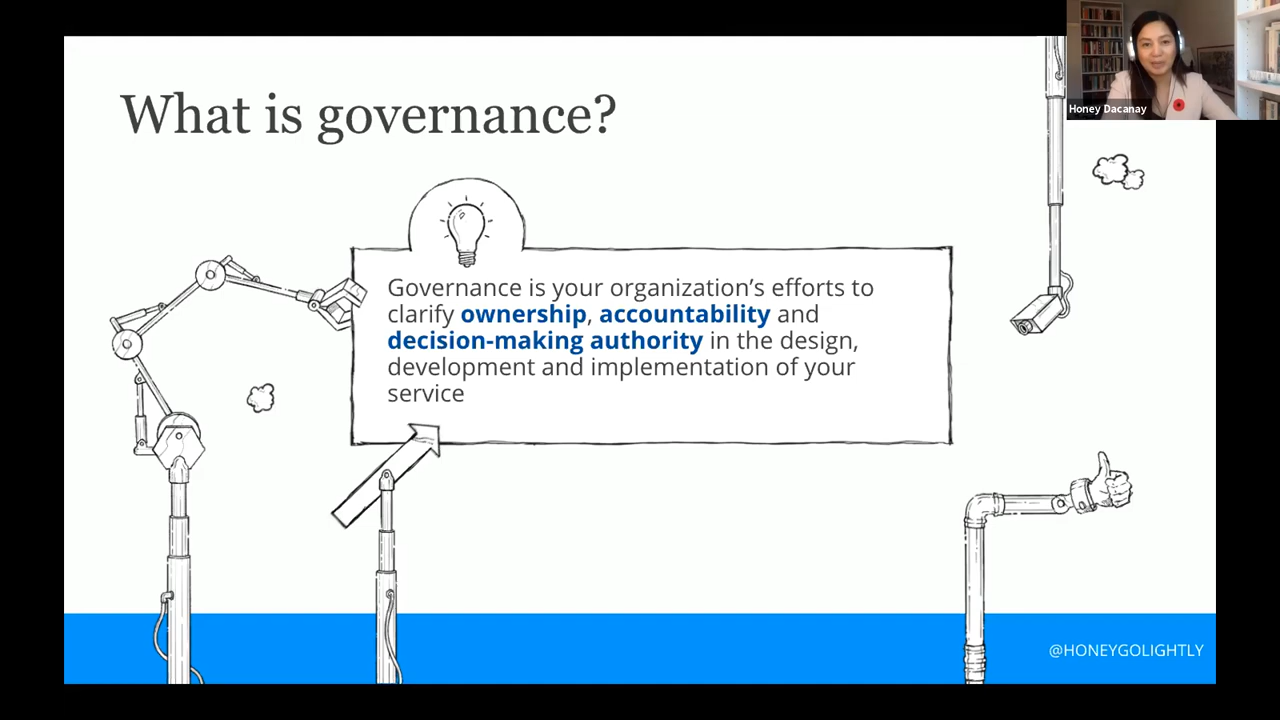 Honey Dacanay
What is governance?
Governance is your organization’s efforts to
clarify ownership, accountability and
decision-making authority in the design,
development and implementation of your
service
@HONEYGOLIGHTLY